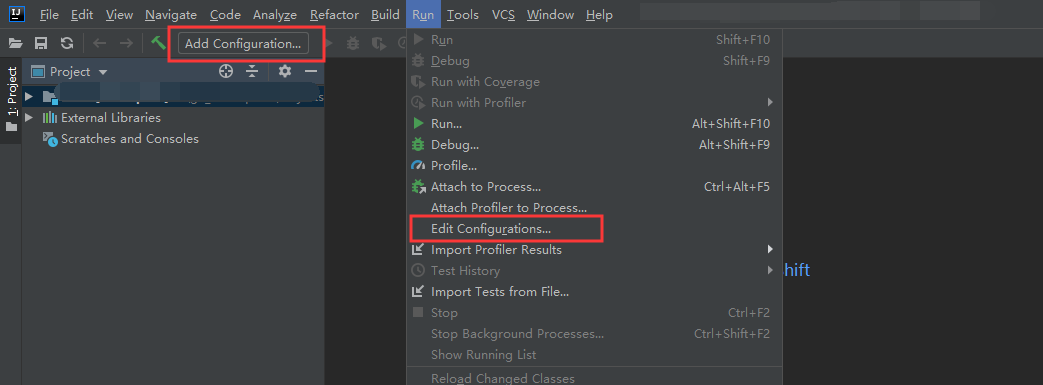 IJ File Edit View Navigate Code Analyze Refactor Build Run Tools VCS Window Help
Add Configuration...
1: Project
Project
External Libraries
Scratches and Consoles
Run Shift+F10
Debug Shift+F9
Run with Coverage
Run with Profiler
Run... Alt+Shift+F10
Debug... Alt+Shift+F9
Profile...
Attach to Process... Ctrl+Alt+F5
Attach Profiler to Process...
Edit Configurations...
Import Profiler Results
Test History
hift
Import Tests from File...
Stop Ctrl+F2
Stop Background Processes... Ctrl+Shift+F2
Show Running List
Reload Changed Classes